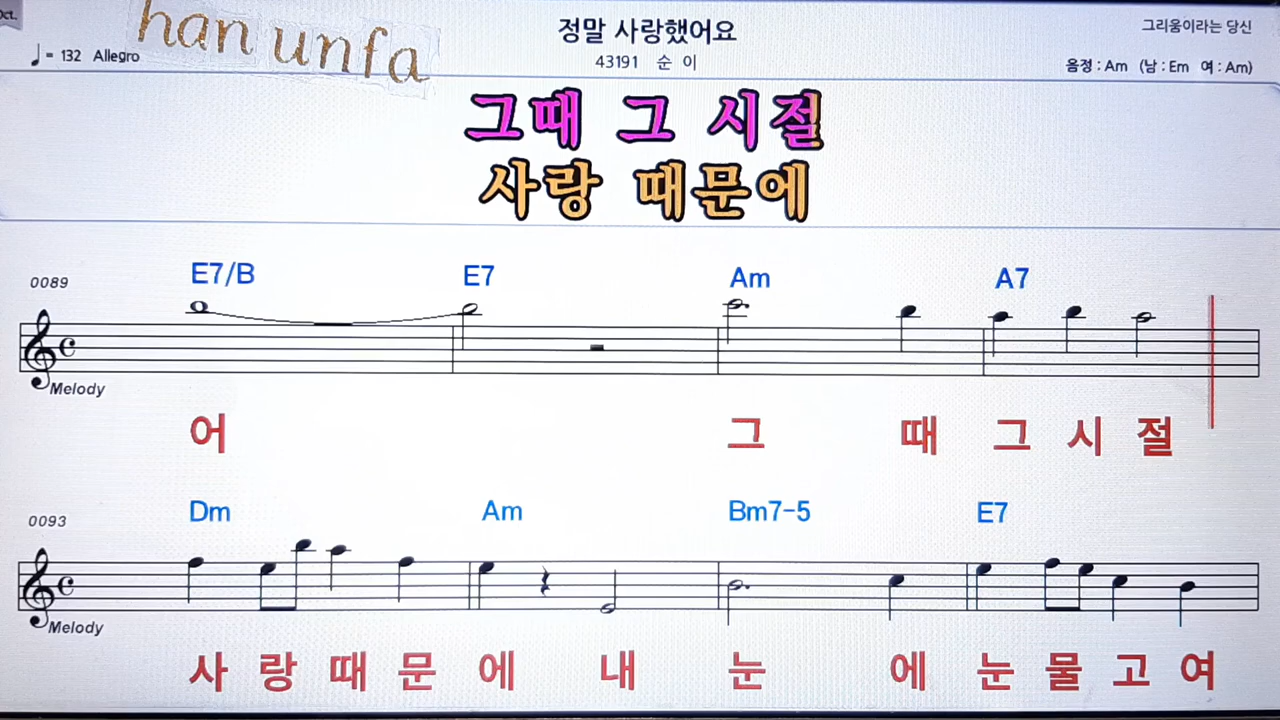 Oct.
han unfa
정말 사랑했어요
그리움이라는 당신
♩= 132 Allegro
43191 순 이
음정 : Am (남 : Em 여 : Am)
그때 그 시절
사랑 때문에
0089
E7/B E7 Am A7
Melody
어 그 때 그 시 절
0093
Dm Am Bm7-5 E7
Melody
사 랑 때 문 에 내 눈 에 눈 물 고 여